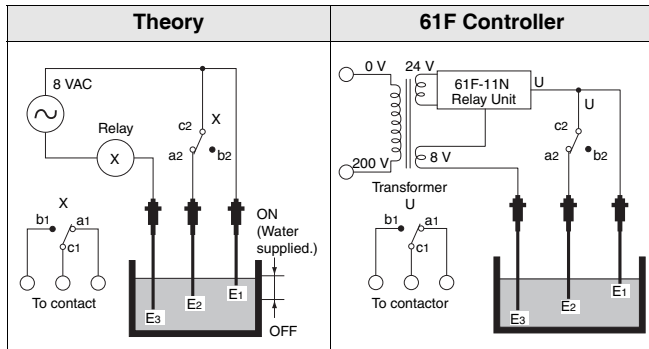 Theory
61F Controller
8 VAC
Relay
X
c2
X
a2
b2
X
b1
a1
c1
To contact
ON
(Water
supplied.)
OFF
E3
E2
E1
0 V
24 V
61F-11N
Relay Unit
U
U
c2
a2
b2
200 V
8 V
Transformer
U
b1
a1
c1
To contactor
E3
E2
E1